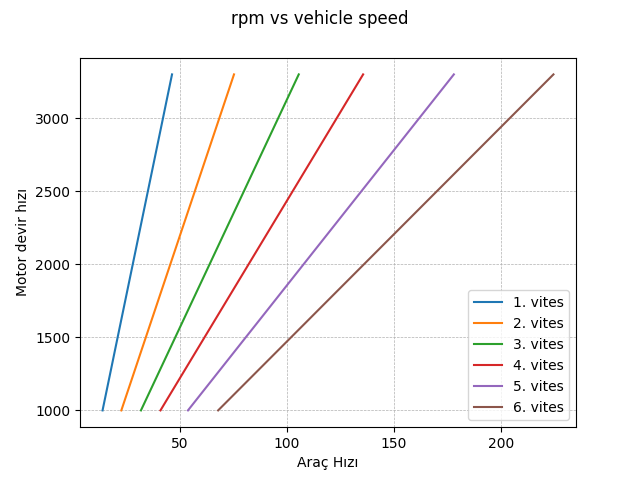 rpm vs vehicle speed
Motor devir hızı
3000
2500
2000
1500
1000
50
100
150
200
Araç Hızı
1. vites
2. vites
3. vites
4. vites
5. vites
6. vites